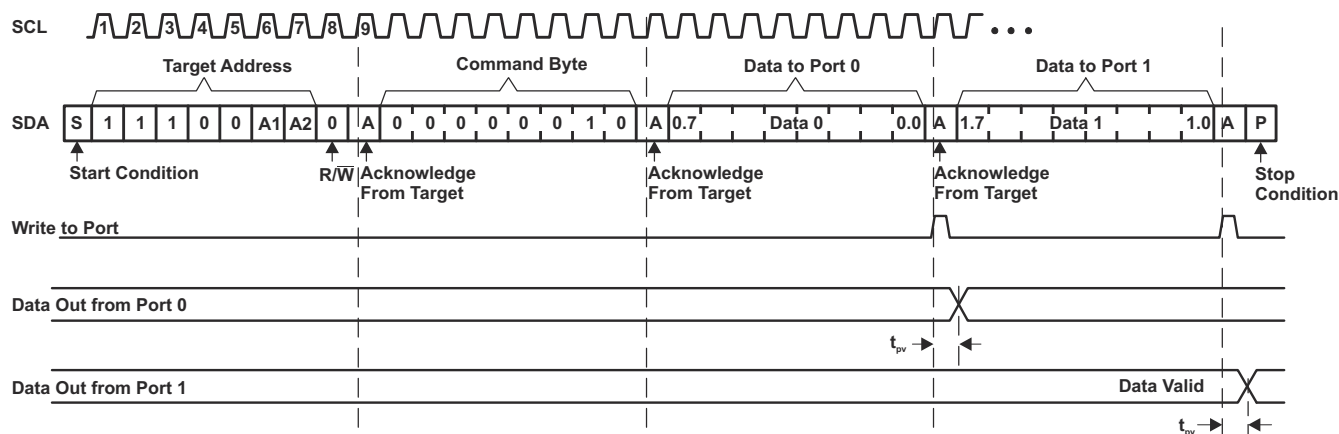 SCL 1 2 3 4 5 6 7 8 9 • • •
Target Address Command Byte Data to Port 0 Data to Port 1
SDA S 1 1 1 0 0 A1 A2 0 A 0 0 0 0 0 0 1 0 A 0.7 Data 0 0.0 A 1.7 Data 1 1.0 A P
Start Condition R/W̅ Acknowledge From Target Acknowledge From Target Acknowledge From Target Stop Condition
Write to Port
Data Out from Port 0
tpv
Data Out from Port 1 Data Valid
tpv